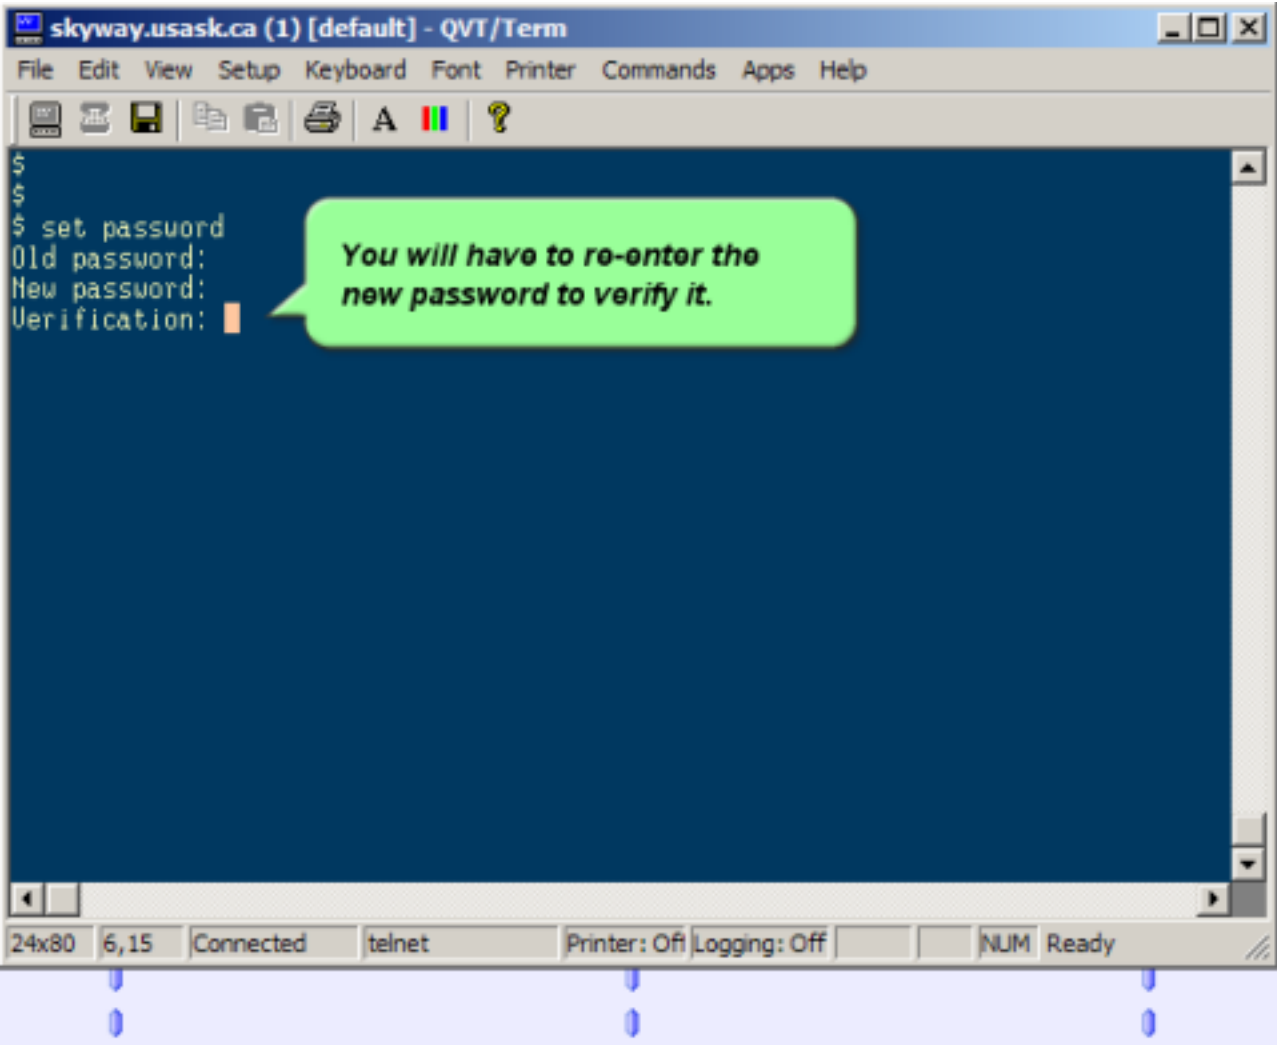 skyway.usask.ca (1) [default] - QVT/Term
File Edit View Setup Keyboard Font Printer Commands Apps Help
A
$
$
$ set password
Old password:
New password:
Verification:
You will have to re-enter the
new password to verify it.
24x80 6,15 Connected telnet Printer: Off Logging: Off NUM Ready